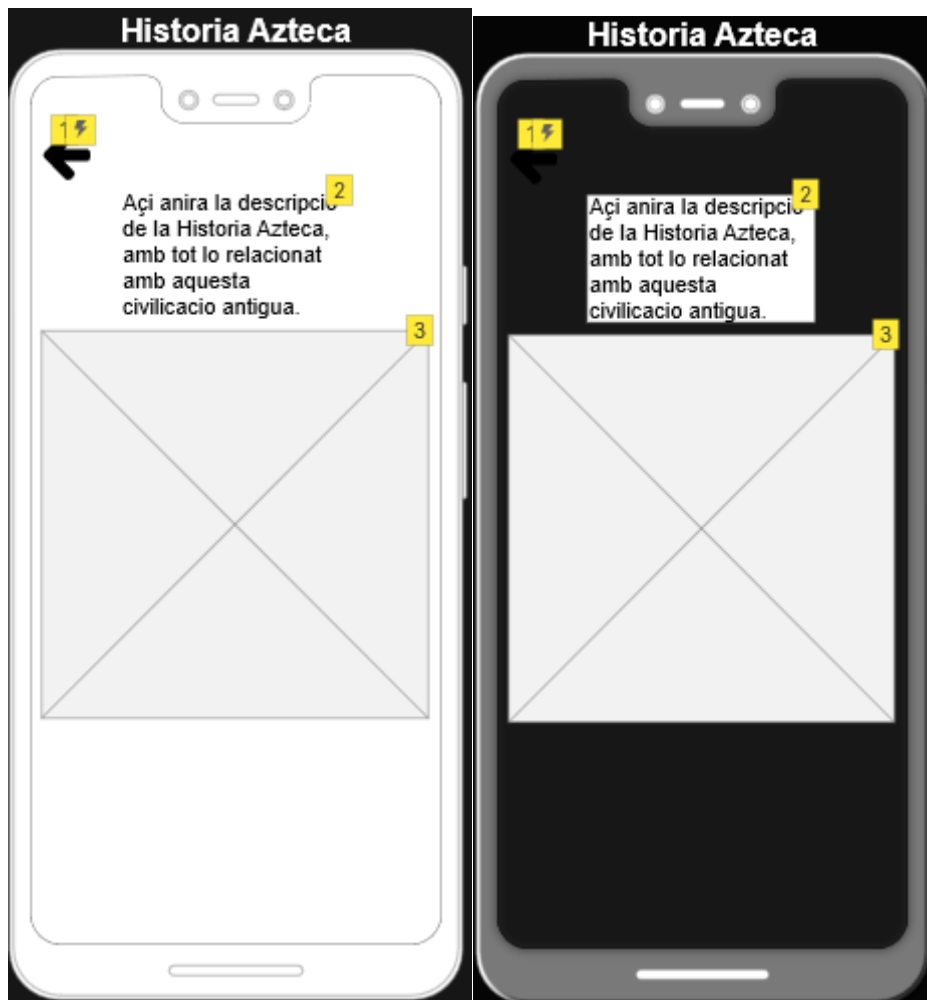 Historia Azteca
1
2
Açi anira la descripcio
de la Historia Azteca,
amb tot lo relacionat
amb aquesta
civilicacio antigua.
3
Historia Azteca
1
2
Açi anira la descripcio
de la Historia Azteca,
amb tot lo relacionat
amb aquesta
civilicacio antigua.
3